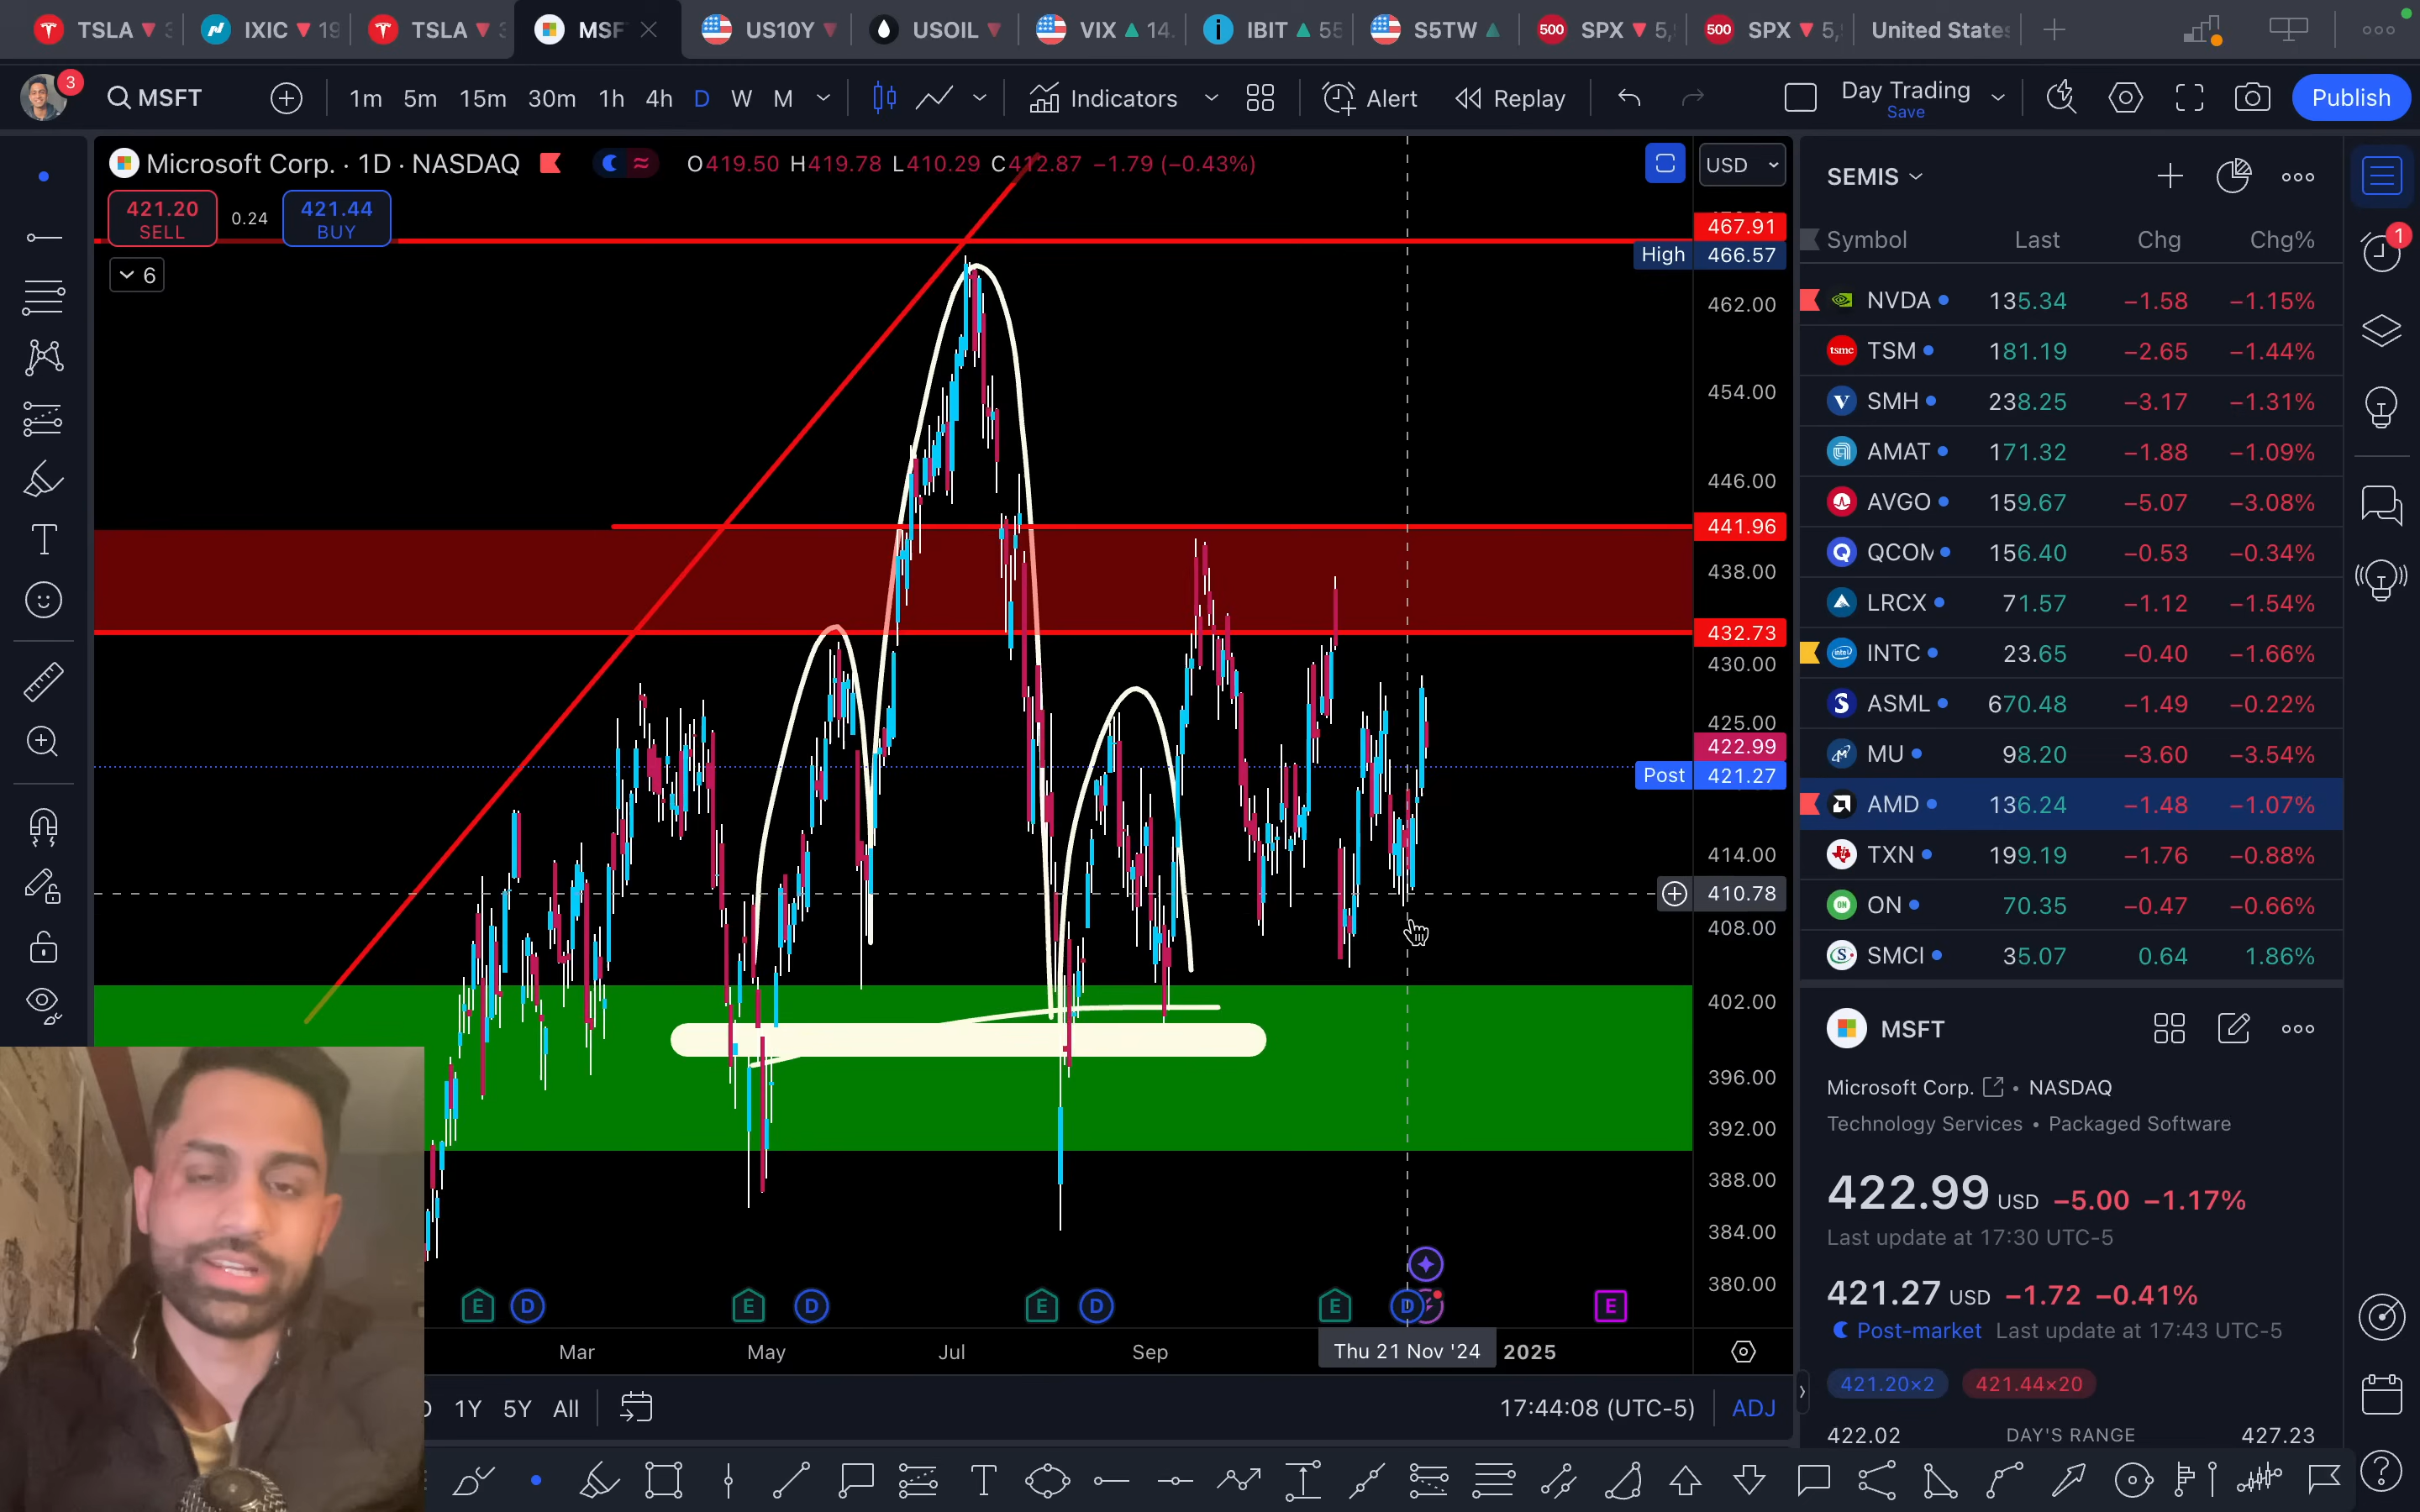 TSLA IXIC 19 TSLA MSF US10Y USOIL VIX 14. IBIT 55 S5TW 500 SPX 5, 500 SPX 5, United States
3 MSFT 1m 5m 15m 30m 1h 4h D W M Indicators Alert Replay Day Trading Publish
Save
Microsoft Corp. · 1D · NASDAQ O419.50 H419.78 L410.29 C412.87 −1.79 (−0.43%) USD
421.20 0.24 421.44
SELL BUY
6
467.91
High 466.57
462.00
454.00
446.00
441.96
438.00
432.73
430.00
425.00
422.99
Post 421.27
414.00
410.78
408.00
402.00
396.00
392.00
388.00
384.00
380.00
E D E D E D E D E
Mar May Jul Sep Thu 21 Nov '24 2025
1Y 5Y All 17:44:08 (UTC-5) ADJ
SEMIS
1
Symbol Last Chg Chg%
NVDA 135.34 −1.58 −1.15%
tsmc TSM 181.19 −2.65 −1.44%
V SMH 238.25 −3.17 −1.31%
AMAT 171.32 −1.88 −1.09%
AVGO 159.67 −5.07 −3.08%
QCOM 156.40 −0.53 −0.34%
LRCX 71.57 −1.12 −1.54%
intel INTC 23.65 −0.40 −1.66%
ASML 670.48 −1.49 −0.22%
MU 98.20 −3.60 −3.54%
AMD 136.24 −1.48 −1.07%
TXN 199.19 −1.76 −0.88%
ON ON 70.35 −0.47 −0.66%
S SMCI 35.07 0.64 1.86%
MSFT
Microsoft Corp. • NASDAQ
Technology Services • Packaged Software
422.99 USD −5.00 −1.17%
Last update at 17:30 UTC-5
421.27 USD −1.72 −0.41%
Post-market Last update at 17:43 UTC-5
421.20×2 421.44×20
422.02 DAY'S RANGE 427.23